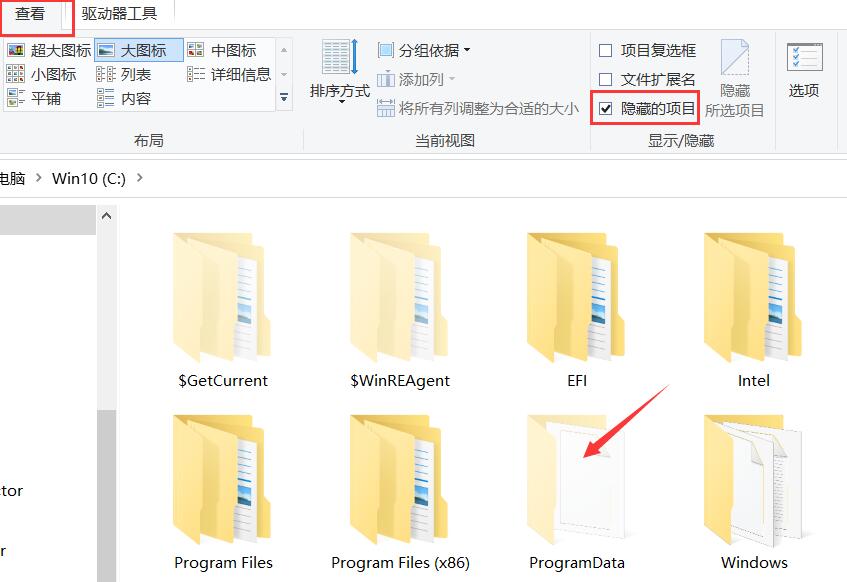 查看 驱动器工具
超大图标 大图标 中图标
小图标 列表 详细信息
平铺 内容
布局
排序方式
分组依据
添加列
将所有列调整为合适的大小
当前视图
项目复选框
文件扩展名
隐藏的项目
隐藏
所选项目
显示/隐藏
选项
电脑 > Win10 (C:) >
$GetCurrent $WinREAgent EFI Intel
tor
r
Program Files Program Files (x86) ProgramData Windows